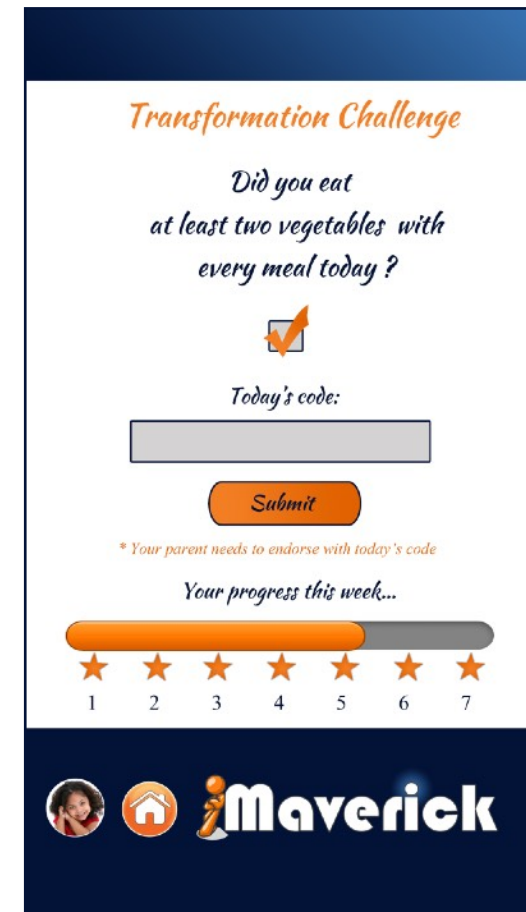 Transformation Challenge
Did you eat
at least two vegetables with
every meal today ?
Today's code:
Submit
* Your parent needs to endorse with today's code
Your progress this week...
1 2 3 4 5 6 7
iMaverick